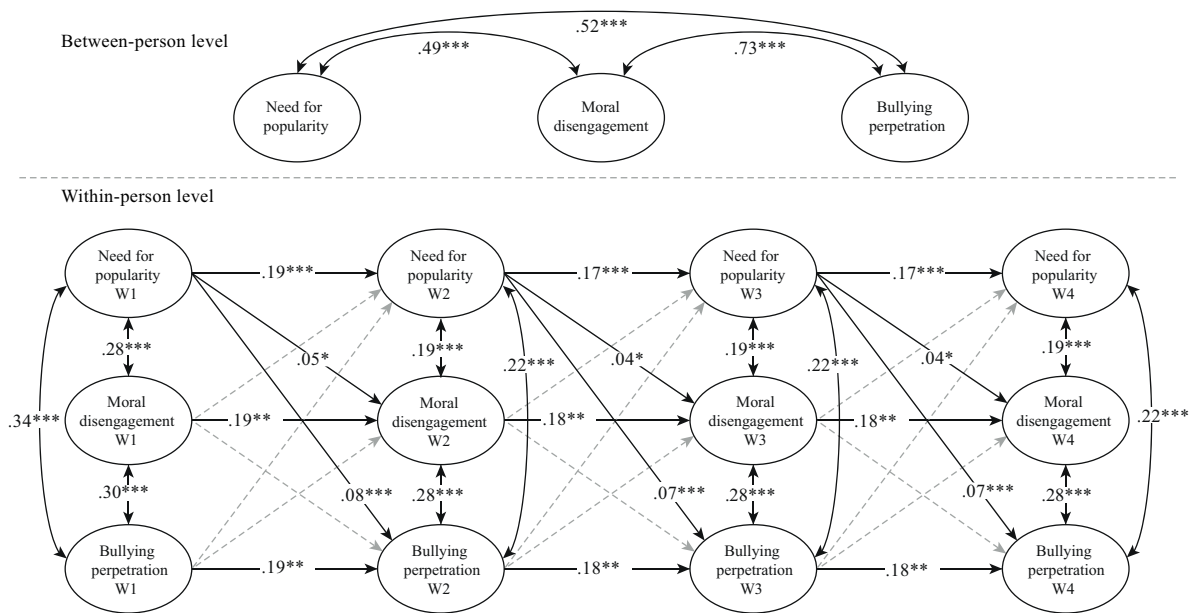 .52***
Between-person level
.49***
.73***
Need for
popularity
Moral
disengagement
Bullying
perpetration
Within-person level
Need for
popularity
W1
.19***
Need for
popularity
W2
.17***
Need for
popularity
W3
.17***
Need for
popularity
W4
.28***
.05*
.19***
.22***
.04*
.19***
.22***
.04*
.19***
.34***
Moral
disengagement
W1
.19**
Moral
disengagement
W2
.18**
Moral
disengagement
W3
.18**
Moral
disengagement
W4
.22***
.30***
.08***
.28***
.07***
.28***
.07***
.28***
Bullying
perpetration
W1
.19**
Bullying
perpetration
W2
.18**
Bullying
perpetration
W3
.18**
Bullying
perpetration
W4